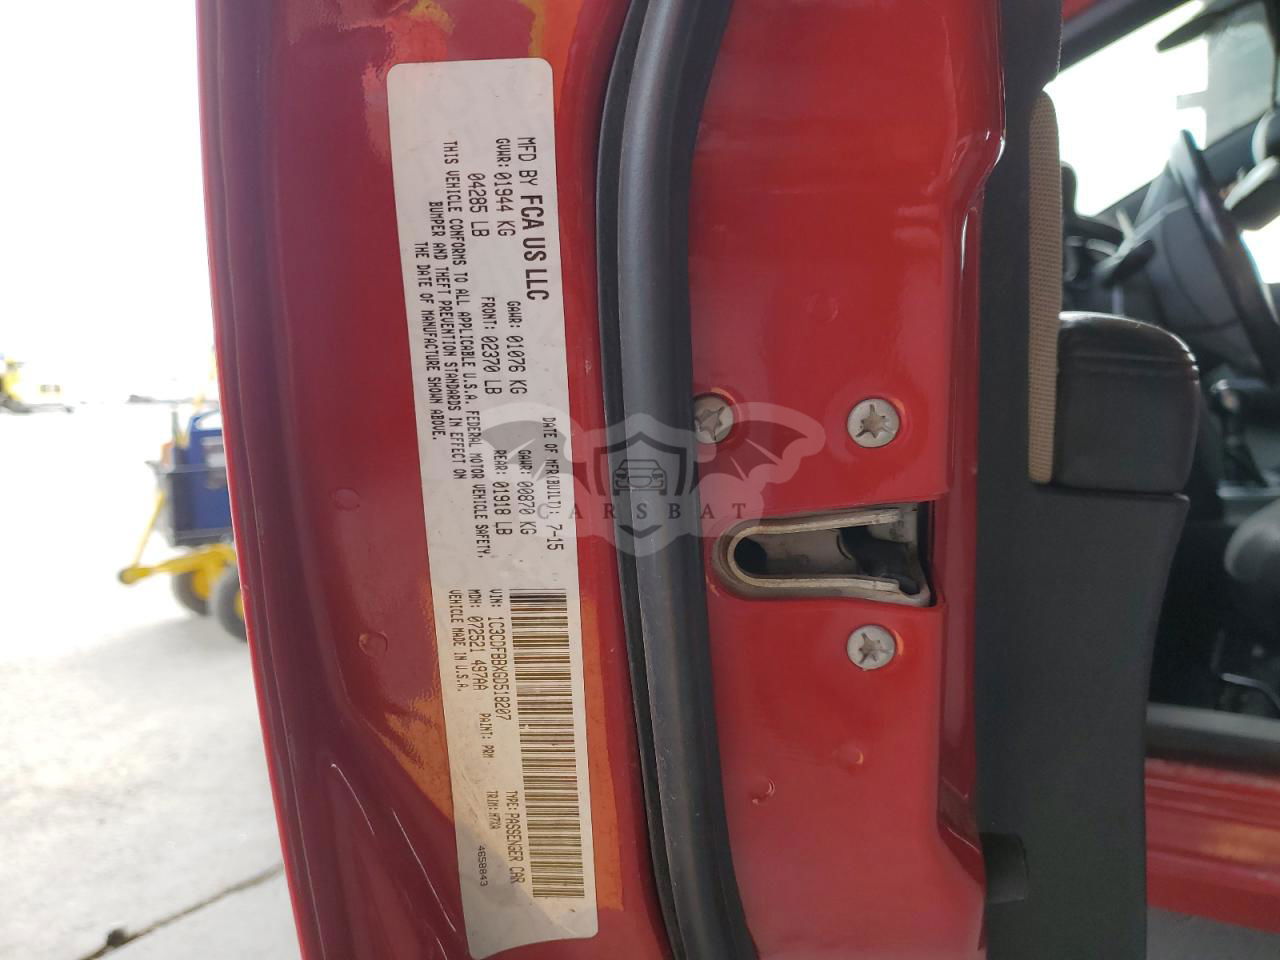 MFD BY FCA US LLC
DATE OF MFR(BUILT): 7-15
GVWR: 01944 KG
GAWR: 01076 KG
GAWR: 00870 KG
04285 LB
FRONT: 02370 LB
REAR: 01918 LB
THIS VEHICLE CONFORMS TO ALL APPLICABLE U.S.A. FEDERAL MOTOR VEHICLE SAFETY,
BUMPER AND THEFT PREVENTION STANDARDS IN EFFECT ON
THE DATE OF MANUFACTURE SHOWN ABOVE.
VIN: 1C3CDFBBXGD518207
TYPE: PASSENGER CAR
MDH: 072521 497AA
PAINT: PRM
TRIM:
VEHICLE MADE IN U.S.A.
4658843
CARSBAT